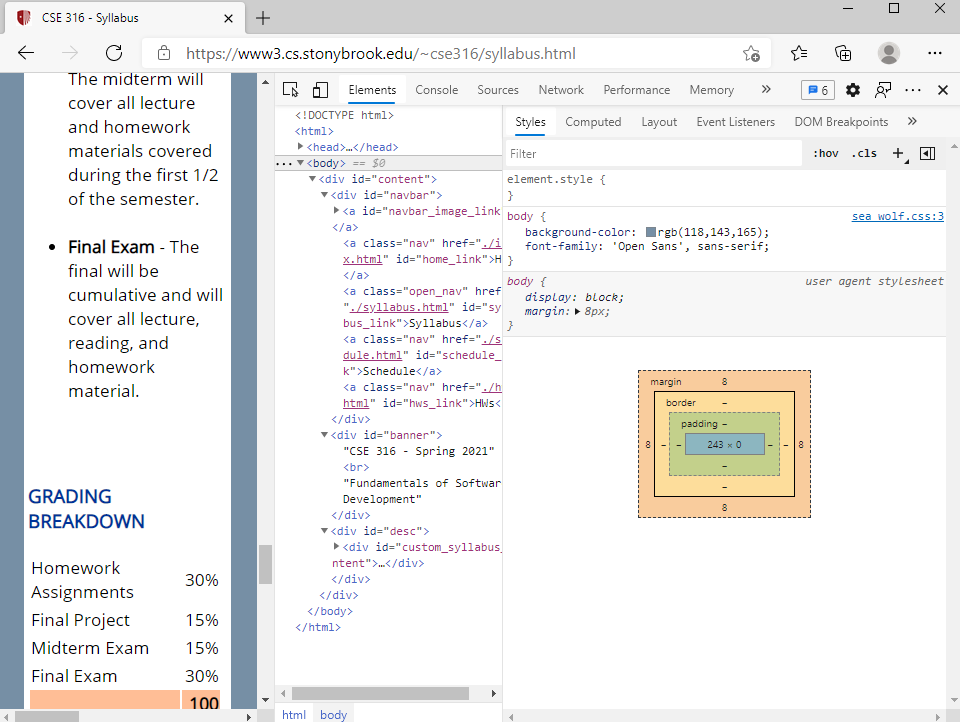 CSE 316 - Syllabus
https://www3.cs.stonybrook.edu/~cse316/syllabus.html
The midterm will
cover all lecture
and homework
materials covered
during the first 1/2
of the semester.
Final Exam - The
final will be
cumulative and will
cover all lecture,
reading, and
homework
material.
GRADING
BREAKDOWN
Homework
Assignments 30%
Final Project 15%
Midterm Exam 15%
Final Exam 30%
100
Elements Console Sources Network Performance Memory » 6
<!DOCTYPE html>
<html>
<head>…</head>
<body> == $0
<div id="content">
<div id="navbar">
<a id="navbar_image_link
</a>
<a class="nav" href="./i
x.html" id="home_link">H
</a>
<a class="open_nav" href
"./syllabus.html" id="sy
bus_link">Syllabus</a>
<a class="nav" href="./s
dule.html" id="schedule_
k">Schedule</a>
<a class="nav" href="./h
html" id="hws_link">HWs<
</div>
<div id="banner">
"CSE 316 - Spring 2021"
<br>
"Fundamentals of Softwar
Development"
</div>
<div id="desc">
<div id="custom_syllabus_
ntent">…</div>
</div>
</div>
</body>
</html>
html body
Styles Computed Layout Event Listeners DOM Breakpoints »
Filter :hov .cls +
element.style {
}
body { sea_wolf.css:3
background-color: rgb(118,143,165);
font-family: 'Open Sans', sans-serif;
}
body { user agent stylesheet
display: block;
margin: 8px;
}
margin 8
border –
padding –
8 – – 243 × 0 – – 8
–
–
8